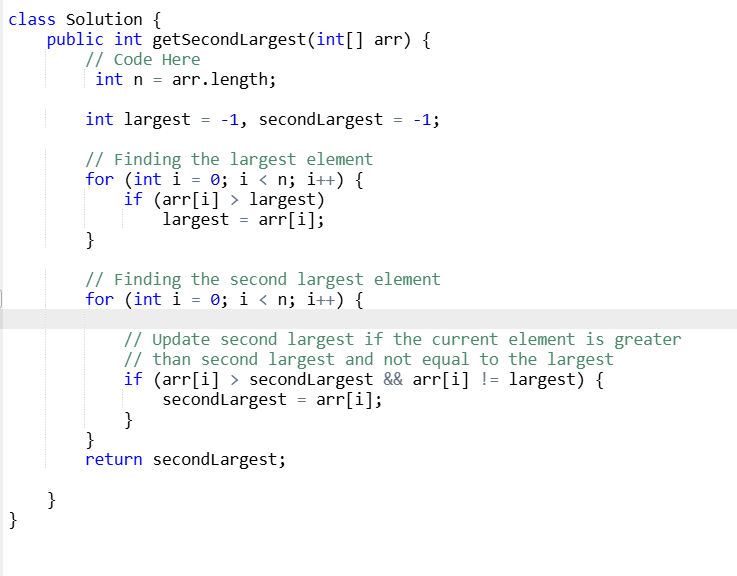 class Solution {
    public int getSecondLargest(int[] arr) {
        // Code Here
         int n = arr.length;

        int largest = -1, secondLargest = -1;

        // Finding the largest element
        for (int i = 0; i < n; i++) {
            if (arr[i] > largest)
                largest = arr[i];
        }

        // Finding the second largest element
        for (int i = 0; i < n; i++) {

            // Update second largest if the current element is greater
            // than second largest and not equal to the largest
            if (arr[i] > secondLargest && arr[i] != largest) {
                secondLargest = arr[i];
            }
        }
        return secondLargest;

    }
}